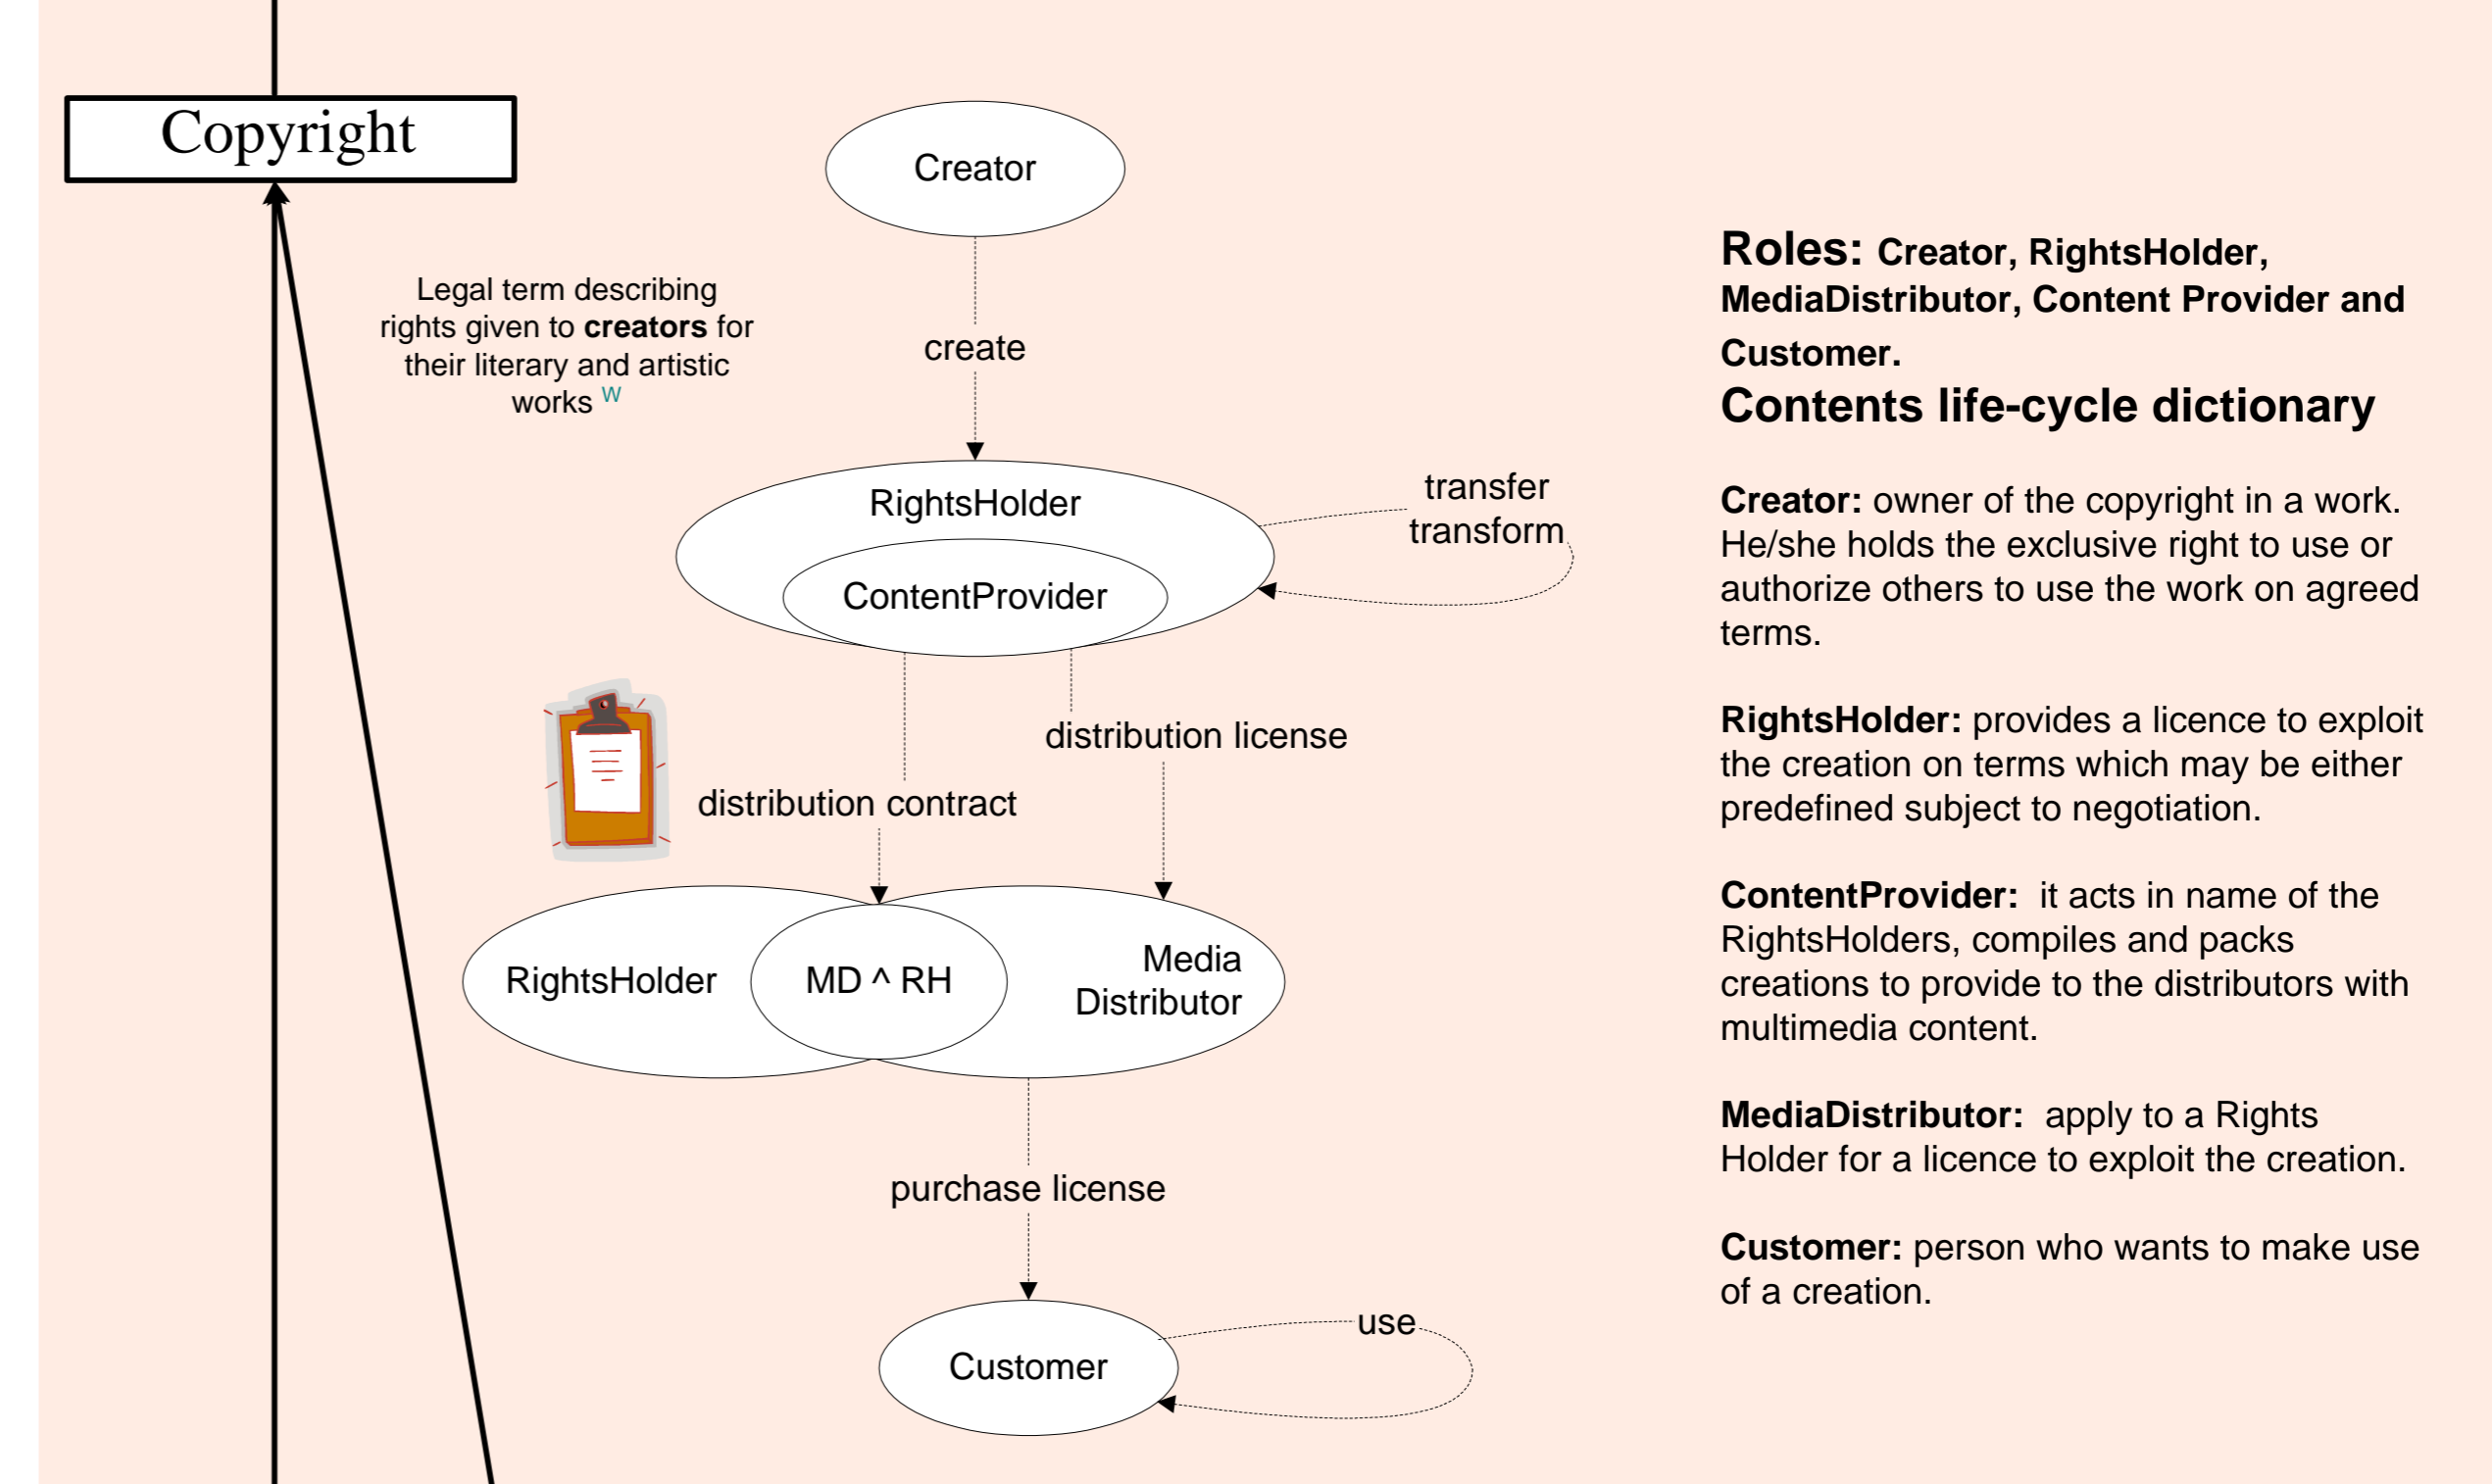 Copyright
Legal term describing
rights given to creators for
their literary and artistic
works W
Creator
create
RightsHolder
ContentProvider
transfer
transform
distribution license
distribution contract
RightsHolder
MD ^ RH
Media
Distributor
purchase license
Customer
use
Roles: Creator, RightsHolder,
MediaDistributor, Content Provider and
Customer.
Contents life-cycle dictionary
Creator: owner of the copyright in a work.
He/she holds the exclusive right to use or
authorize others to use the work on agreed
terms.
RightsHolder: provides a licence to exploit
the creation on terms which may be either
predefined subject to negotiation.
ContentProvider: it acts in name of the
RightsHolders, compiles and packs
creations to provide to the distributors with
multimedia content.
MediaDistributor: apply to a Rights
Holder for a licence to exploit the creation.
Customer: person who wants to make use
of a creation.